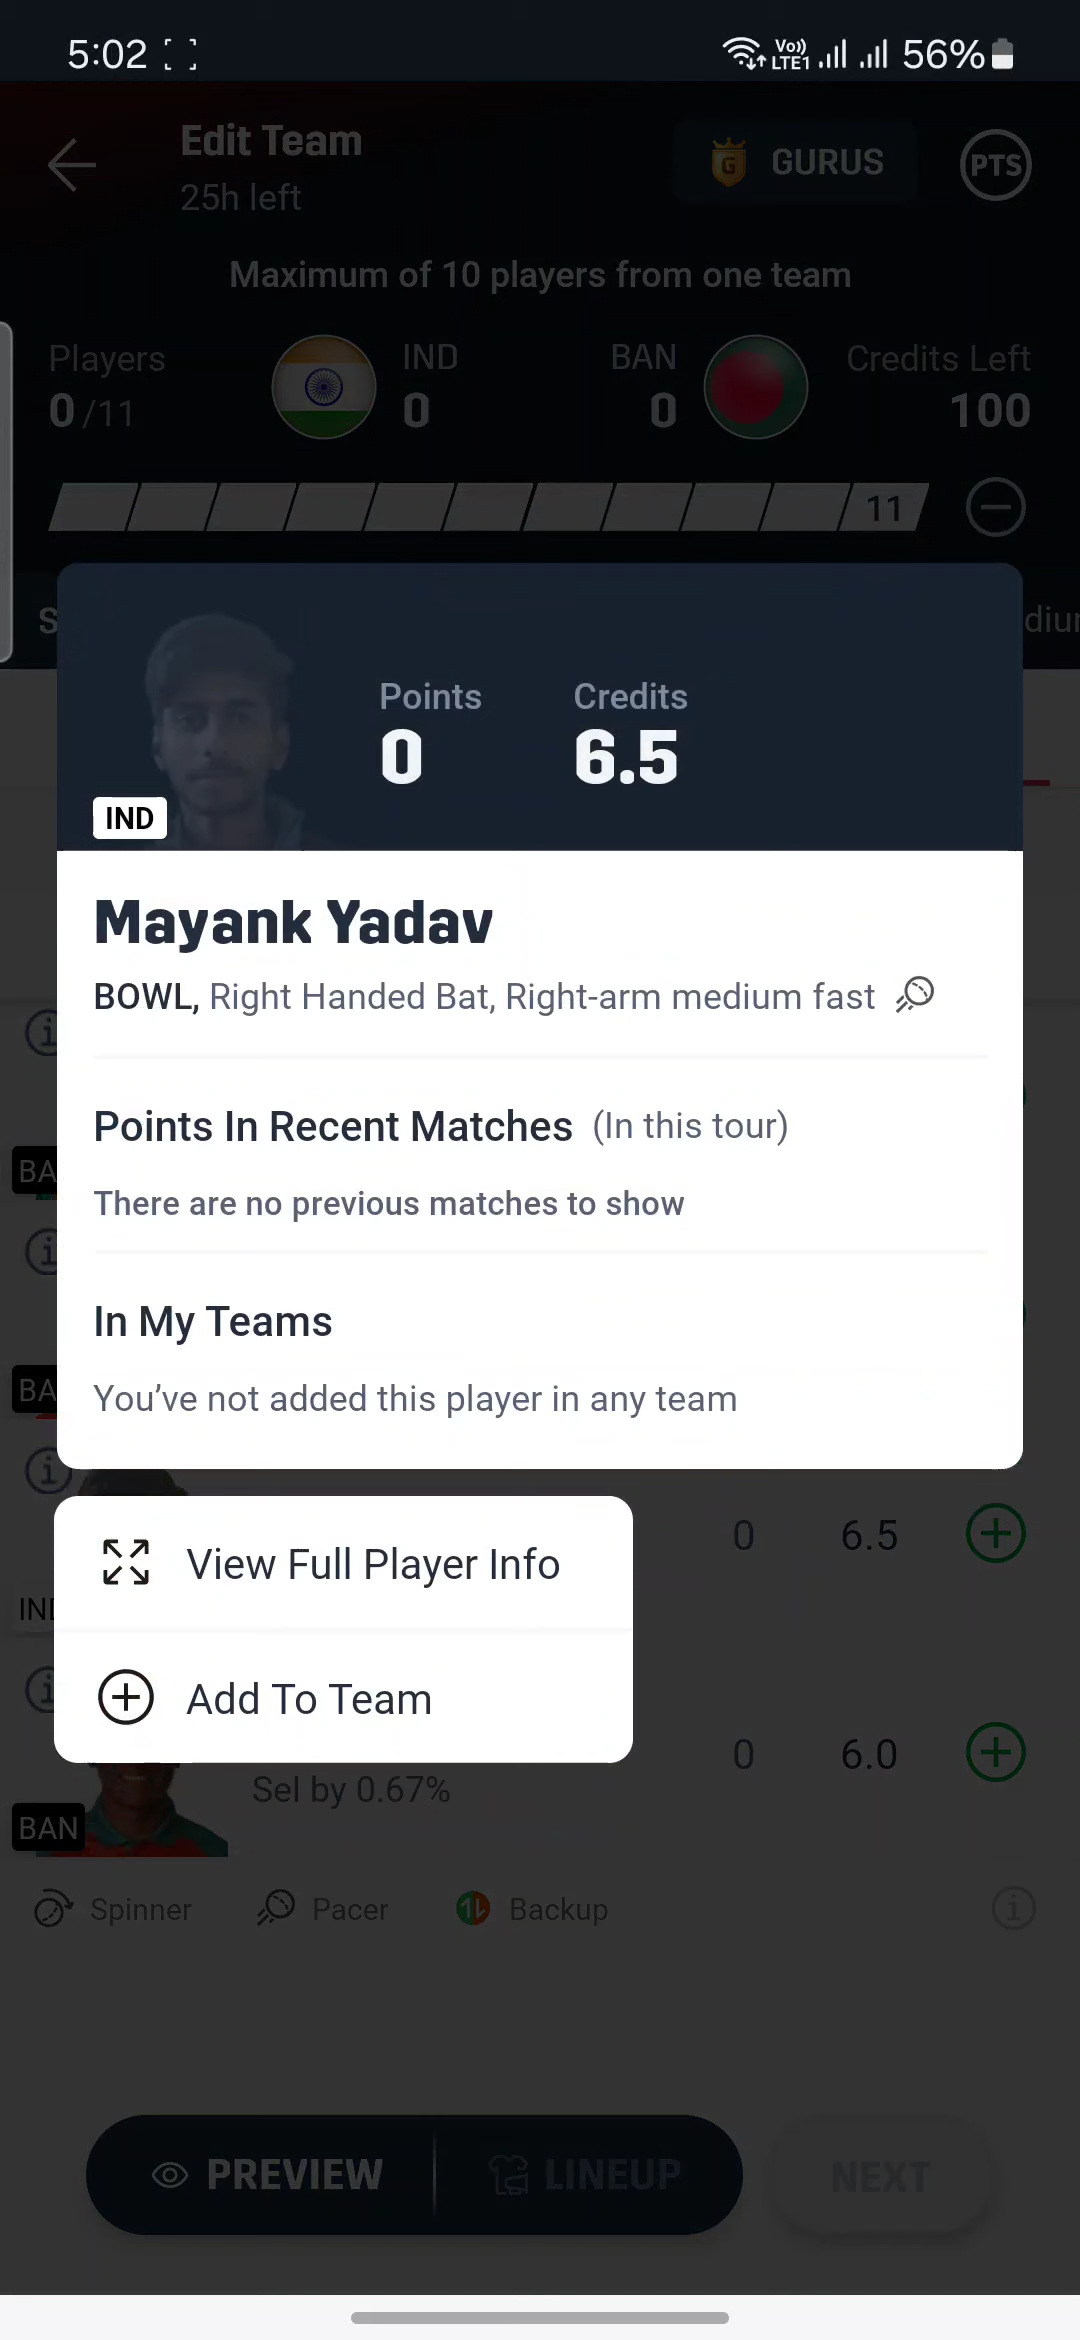 5:02
Vo)) LTE1
56%
Edit Team
25h left
G GURUS
PTS
Maximum of 10 players from one team
Players
0/11
IND
0
BAN
0
Credits Left
100
11
Points
0
Credits
6.5
IND
Mayank Yadav
BOWL, Right Handed Bat, Right-arm medium fast
Points In Recent Matches (In this tour)
There are no previous matches to show
In My Teams
You’ve not added this player in any team
View Full Player Info
0 6.5
Add To Team
0 6.0
Sel by 0.67%
BAN
Spinner Pacer Backup
PREVIEW LINEUP NEXT